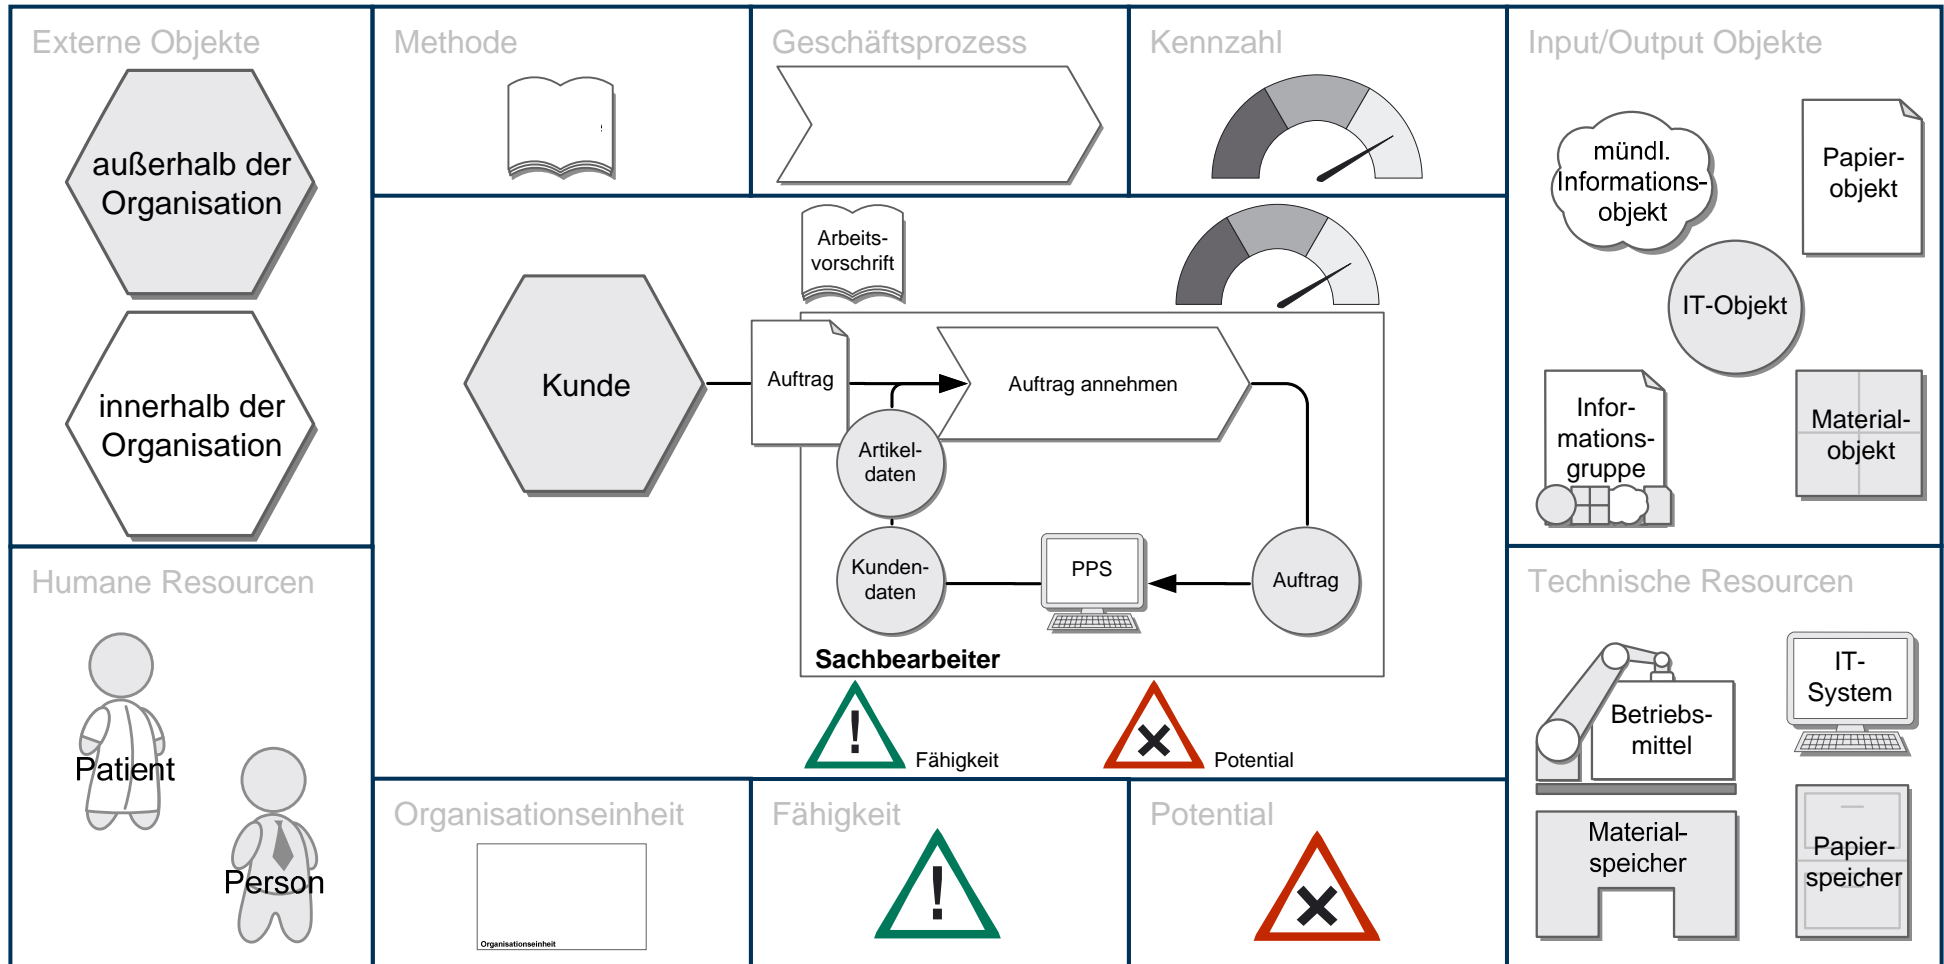 Externe Objekte
außerhalb der
Organisation
innerhalb der
Organisation
Methode
Geschäftsprozess
Kennzahl
Input/Output Objekte
mündl.
Informations-
objekt
Papier-
objekt
IT-Objekt
Infor-
mations-
gruppe
Material-
objekt
Arbeits-
vorschrift
Kunde
Auftrag
Auftrag annehmen
Artikel-
daten
Kunden-
daten
PPS
Auftrag
Sachbearbeiter
Fähigkeit
Potential
Humane Resourcen
Patient
Person
Organisationseinheit
Organisationseinheit
Fähigkeit
Potential
Technische Resourcen
Betriebs-
mittel
IT-
System
Material-
speicher
Papier-
speicher